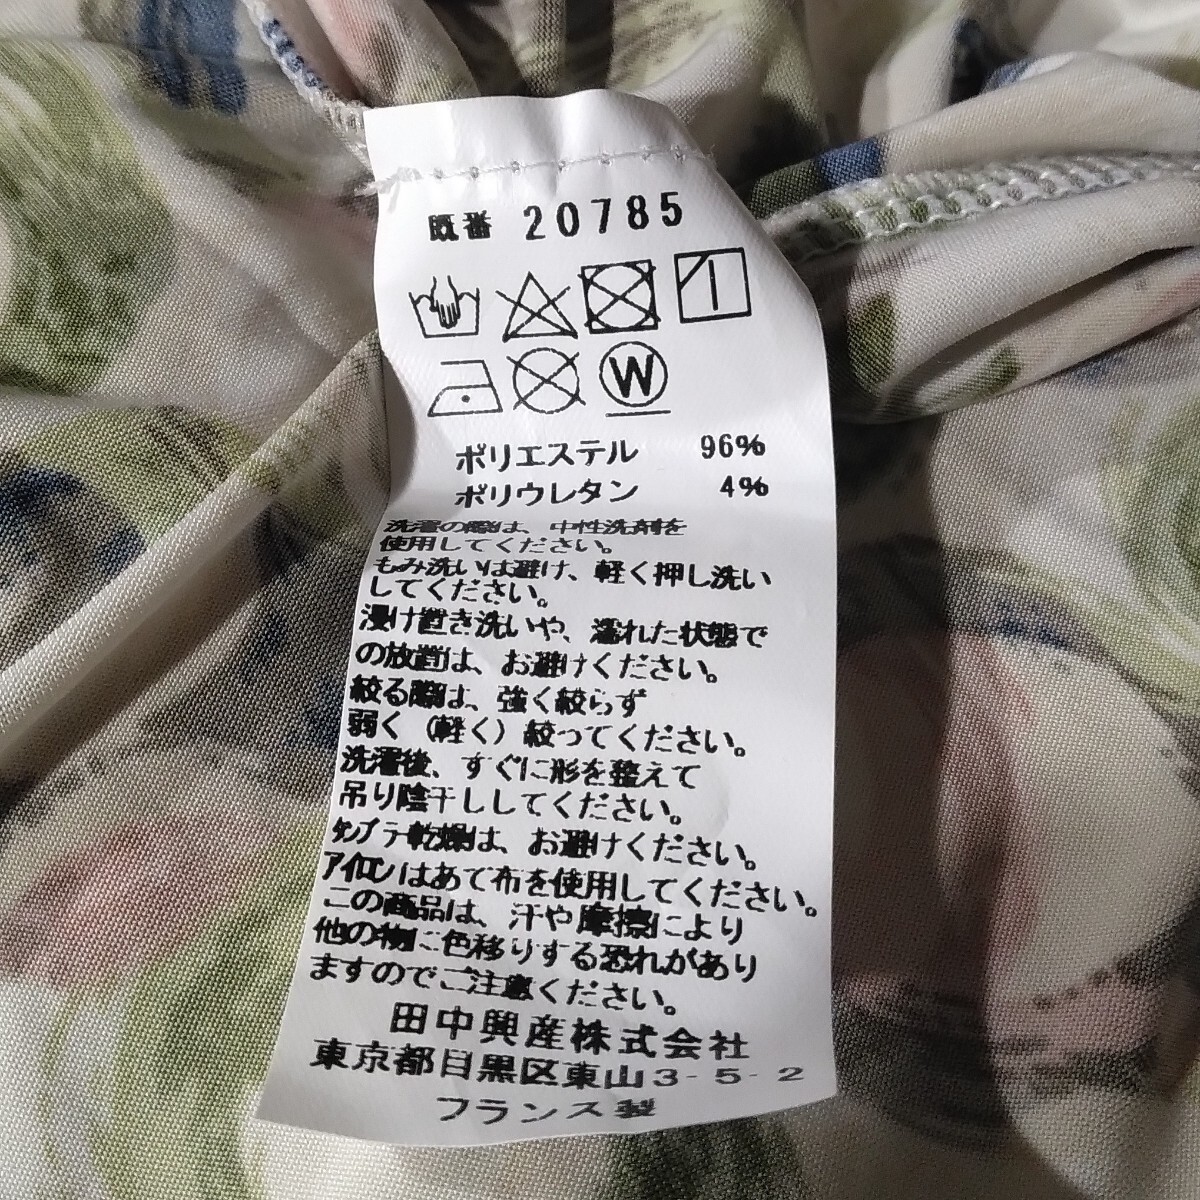 既番 20785
W
ポリエステル 96%
ポリウレタン 4%
洗濯の際は、中性洗剤を
使用してください。
もみ洗いは避け、軽く押し洗い
してください。
浸け置き洗いや、濡れた状態で
の放置は、お避けください。
絞る際は、強く絞らず
弱く（軽く）絞ってください。
洗濯後、すぐに形を整えて
吊り陰干ししてください。
タンブラ乾燥は、お避けください。
アイロンはあて布を使用してください。
この商品は、汗や摩擦により
他の物に色移りする恐れがあり
ますのでご注意ください。
田中興産株式会社
東京都目黒区東山3-5-2
フランス製